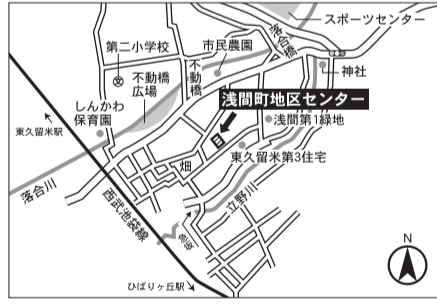 スポーツセンター
落合橋
第二小学校
文
市民農園
神社
不動橋
不動橋
広場
浅間町地区センター
しんかわ
保育園
浅間第1緑地
東久留米駅
東久留米第3住宅
畑
落合川
西武池袋線
立野川
N
ひばりヶ丘駅